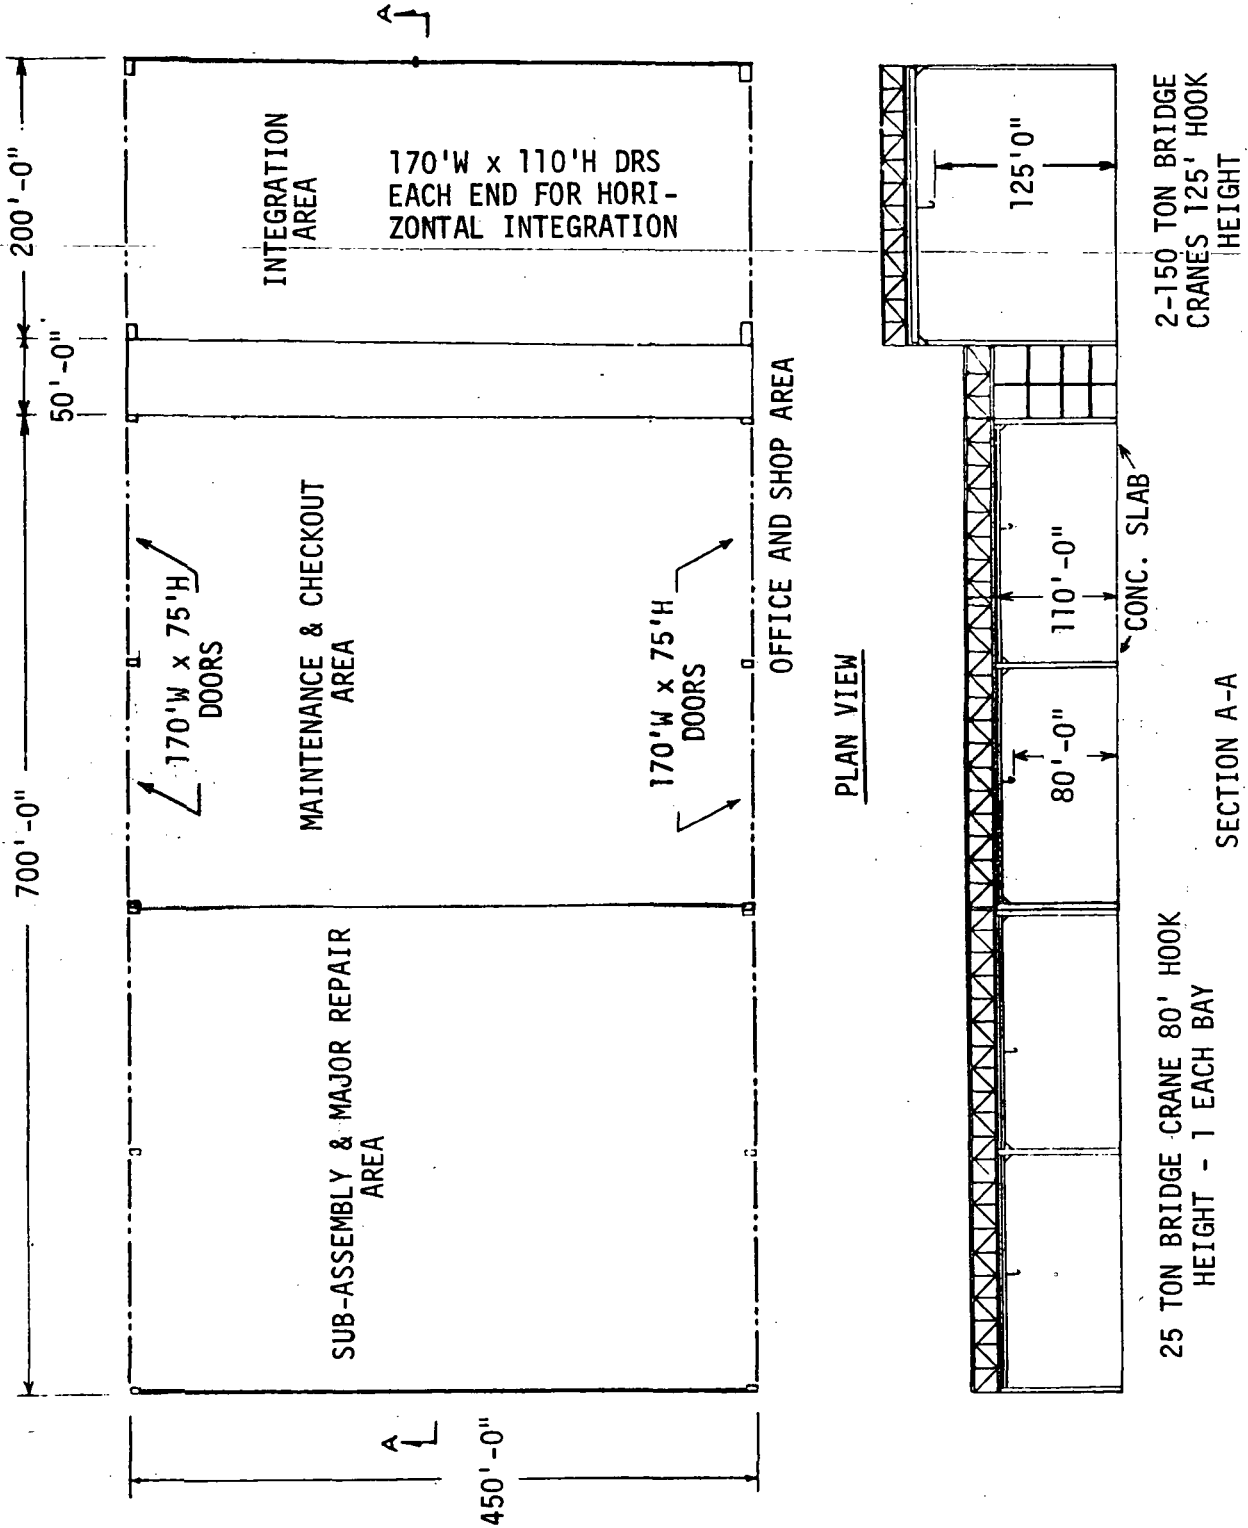 700'-0"
50'-0"
200'-0"
450'-0"
A
A
SUB-ASSEMBLY & MAJOR REPAIR
AREA
MAINTENANCE & CHECKOUT
AREA
170'W x 75'H
DOORS
170'W x 75'H
DOORS
INTEGRATION
AREA
170'W x 110'H DRS
EACH END FOR HORI-
ZONTAL INTEGRATION
OFFICE AND SHOP AREA
PLAN VIEW
80'-0"
110'-0"
125'0"
CONC. SLAB
25 TON BRIDGE CRANE 80' HOOK
HEIGHT - 1 EACH BAY
2-150 TON BRIDGE
CRANES 125' HOOK
HEIGHT
SECTION A-A